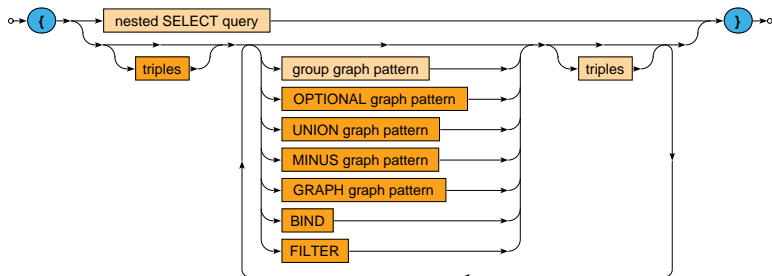 { nested SELECT query }
triples group graph pattern triples
OPTIONAL graph pattern
UNION graph pattern
MINUS graph pattern
GRAPH graph pattern
BIND
FILTER